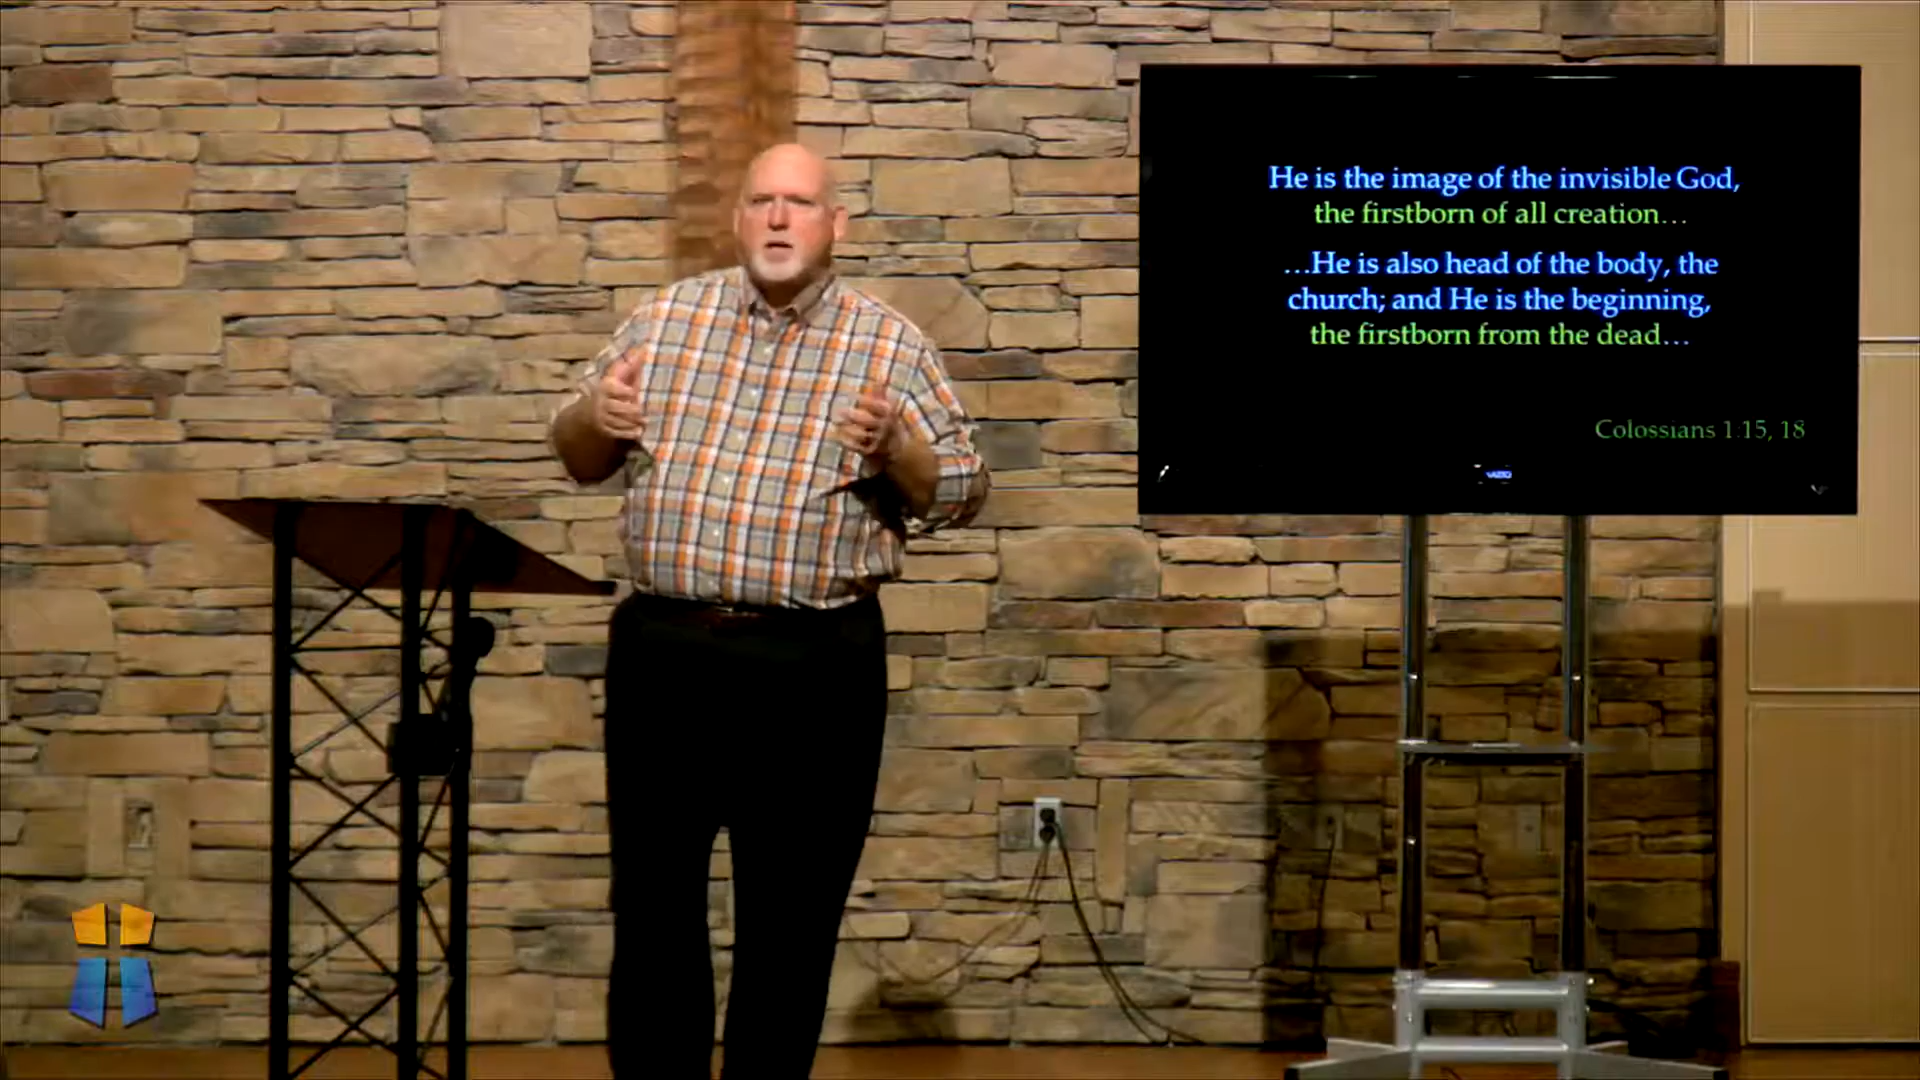 He is the image of the invisible God,
the firstborn of all creation…
…He is also head of the body, the
church; and He is the beginning,
the firstborn from the dead…
Colossians 1:15, 18
VIZIO